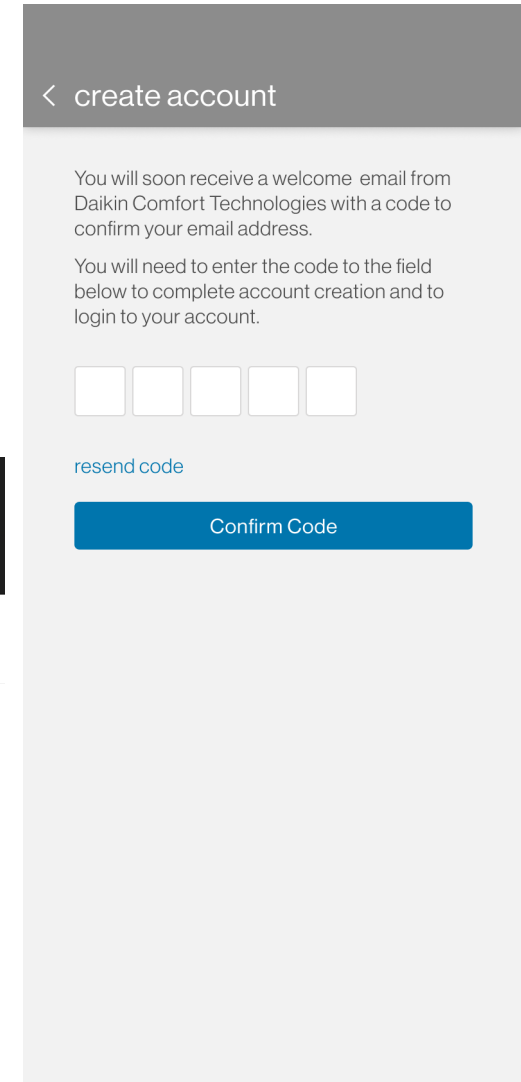 create account
You will soon receive a welcome email from
Daikin Comfort Technologies with a code to
confirm your email address.
You will need to enter the code to the field
below to complete account creation and to
login to your account.
resend code
Confirm Code